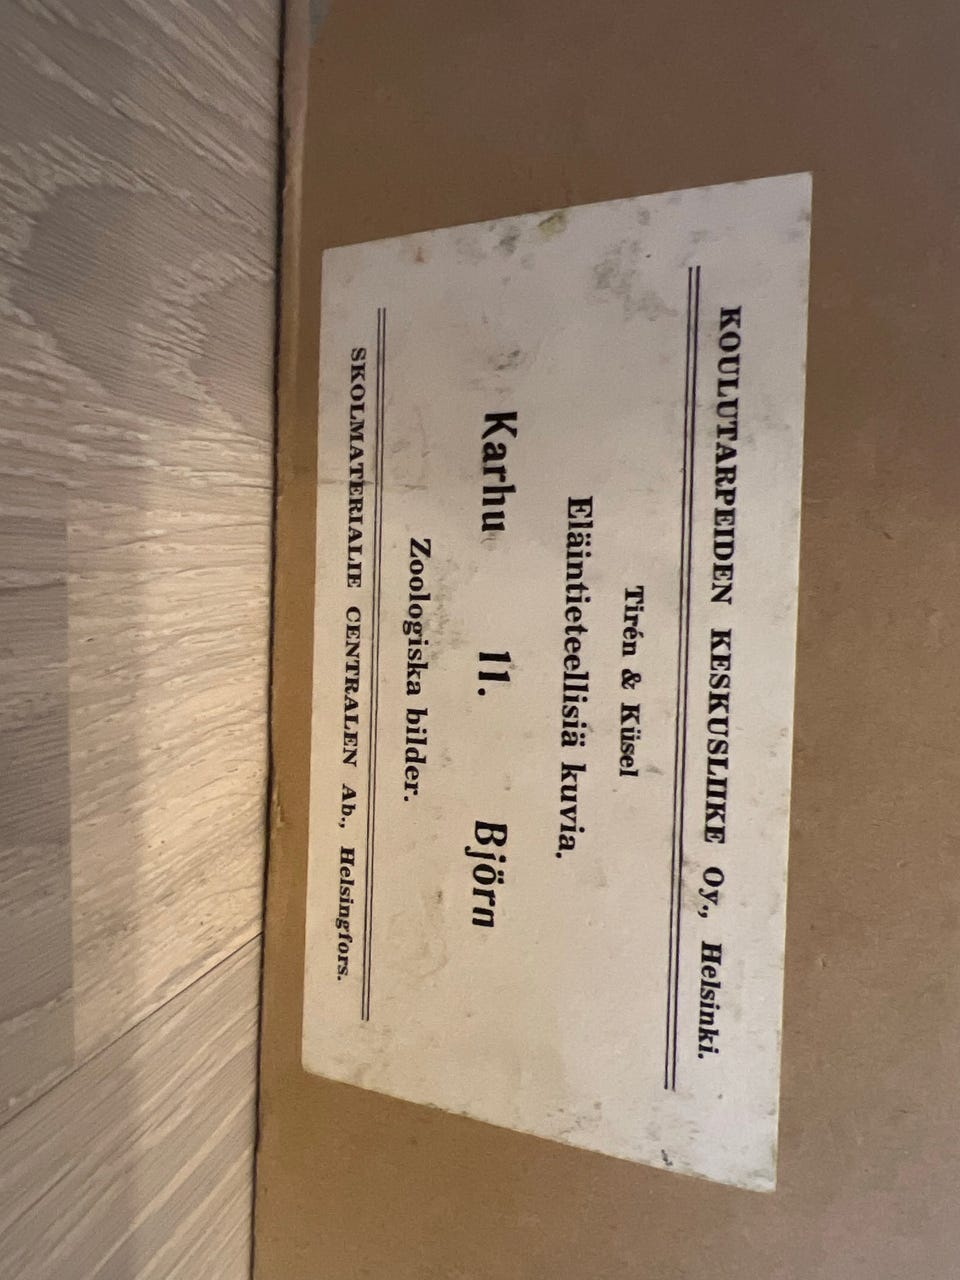 KOULUTARPEIDEN KESKUSLIIKE Oy., Helsinki.
Tirén & Küsel
Eläintieteellisiä kuvia.
Karhu 11. Björn
Zoologiska bilder.
SKOLMATERIALIE CENTRALEN Ab., Helsingfors.